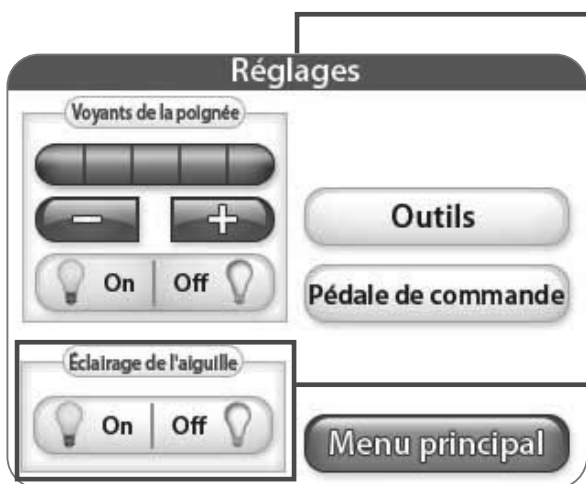 Réglages
Voyants de la poignée
− +
On | Off
Outils
Pédale de commande
Éclairage de l'aiguille
On | Off
Menu principal